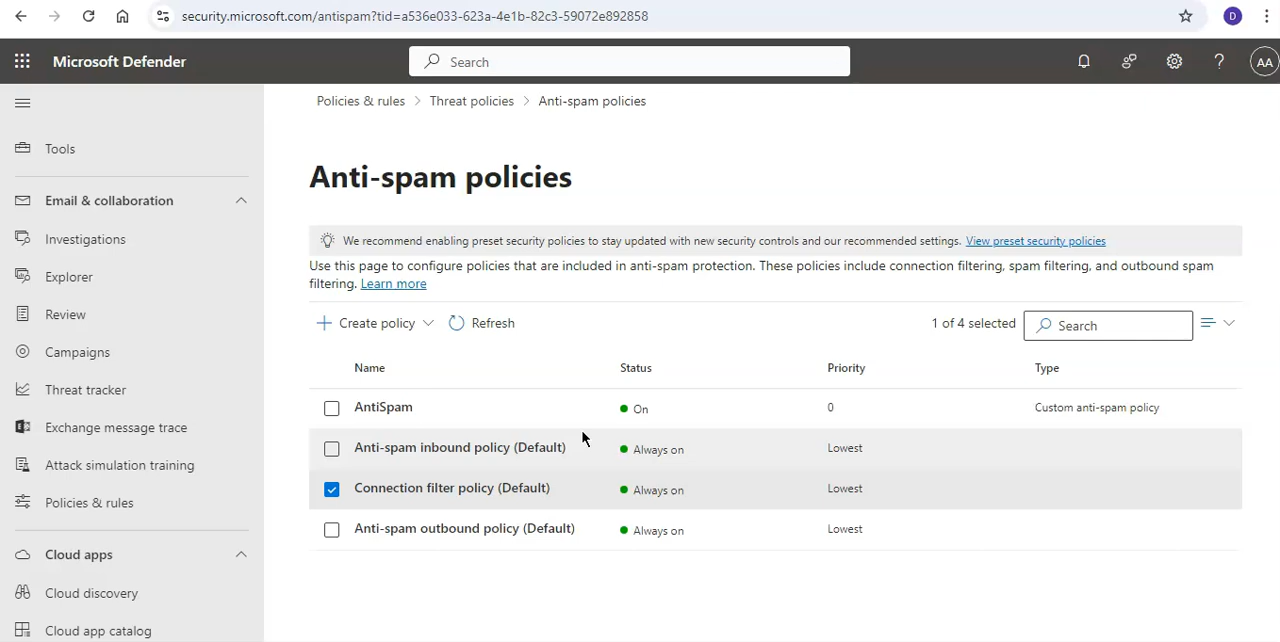 security.microsoft.com/antispam?tid=a536e033-623a-4e1b-82c3-59072e892858
D
Microsoft Defender
Search
AA
Policies & rules > Threat policies > Anti-spam policies
Tools
Email & collaboration
Investigations
Explorer
Review
Campaigns
Threat tracker
Exchange message trace
Attack simulation training
Policies & rules
Cloud apps
Cloud discovery
Cloud app catalog
Anti-spam policies
We recommend enabling preset security policies to stay updated with new security controls and our recommended settings. View preset security policies
Use this page to configure policies that are included in anti-spam protection. These policies include connection filtering, spam filtering, and outbound spam
filtering. Learn more
Create policy Refresh 1 of 4 selected Search
Name Status Priority Type
AntiSpam On 0 Custom anti-spam policy
Anti-spam inbound policy (Default) Always on Lowest
Connection filter policy (Default) Always on Lowest
Anti-spam outbound policy (Default) Always on Lowest